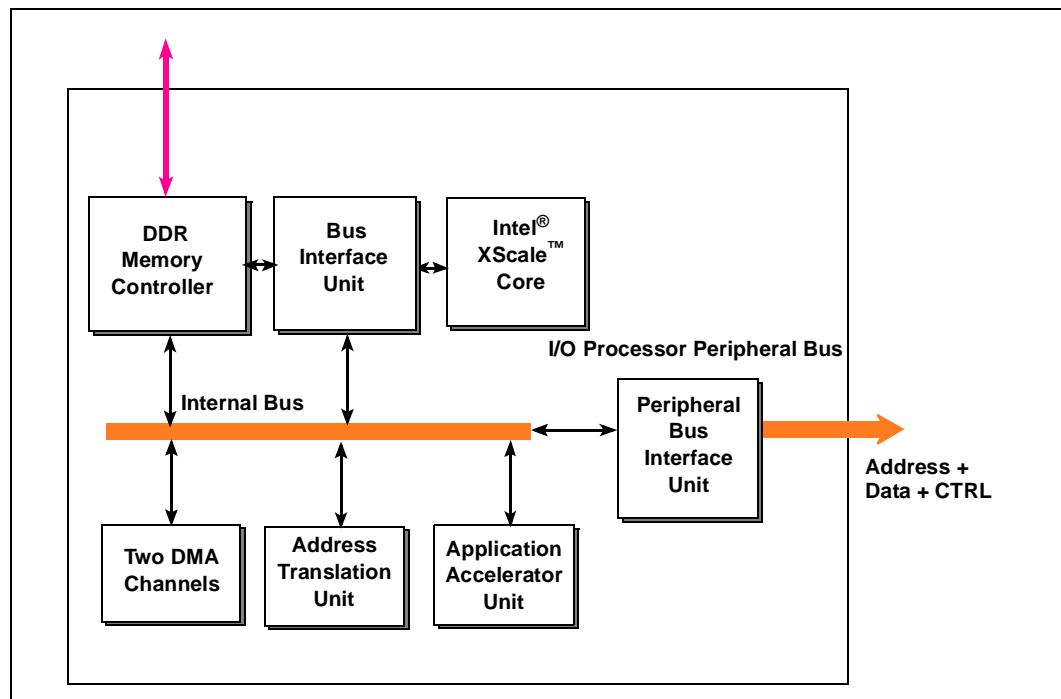 DDR
Memory
Controller
Bus
Interface
Unit
Intel®
XScale™
Core
I/O Processor Peripheral Bus
Internal Bus
Peripheral
Bus
Interface
Unit
Address +
Data + CTRL
Two DMA
Channels
Address
Translation
Unit
Application
Accelerator
Unit